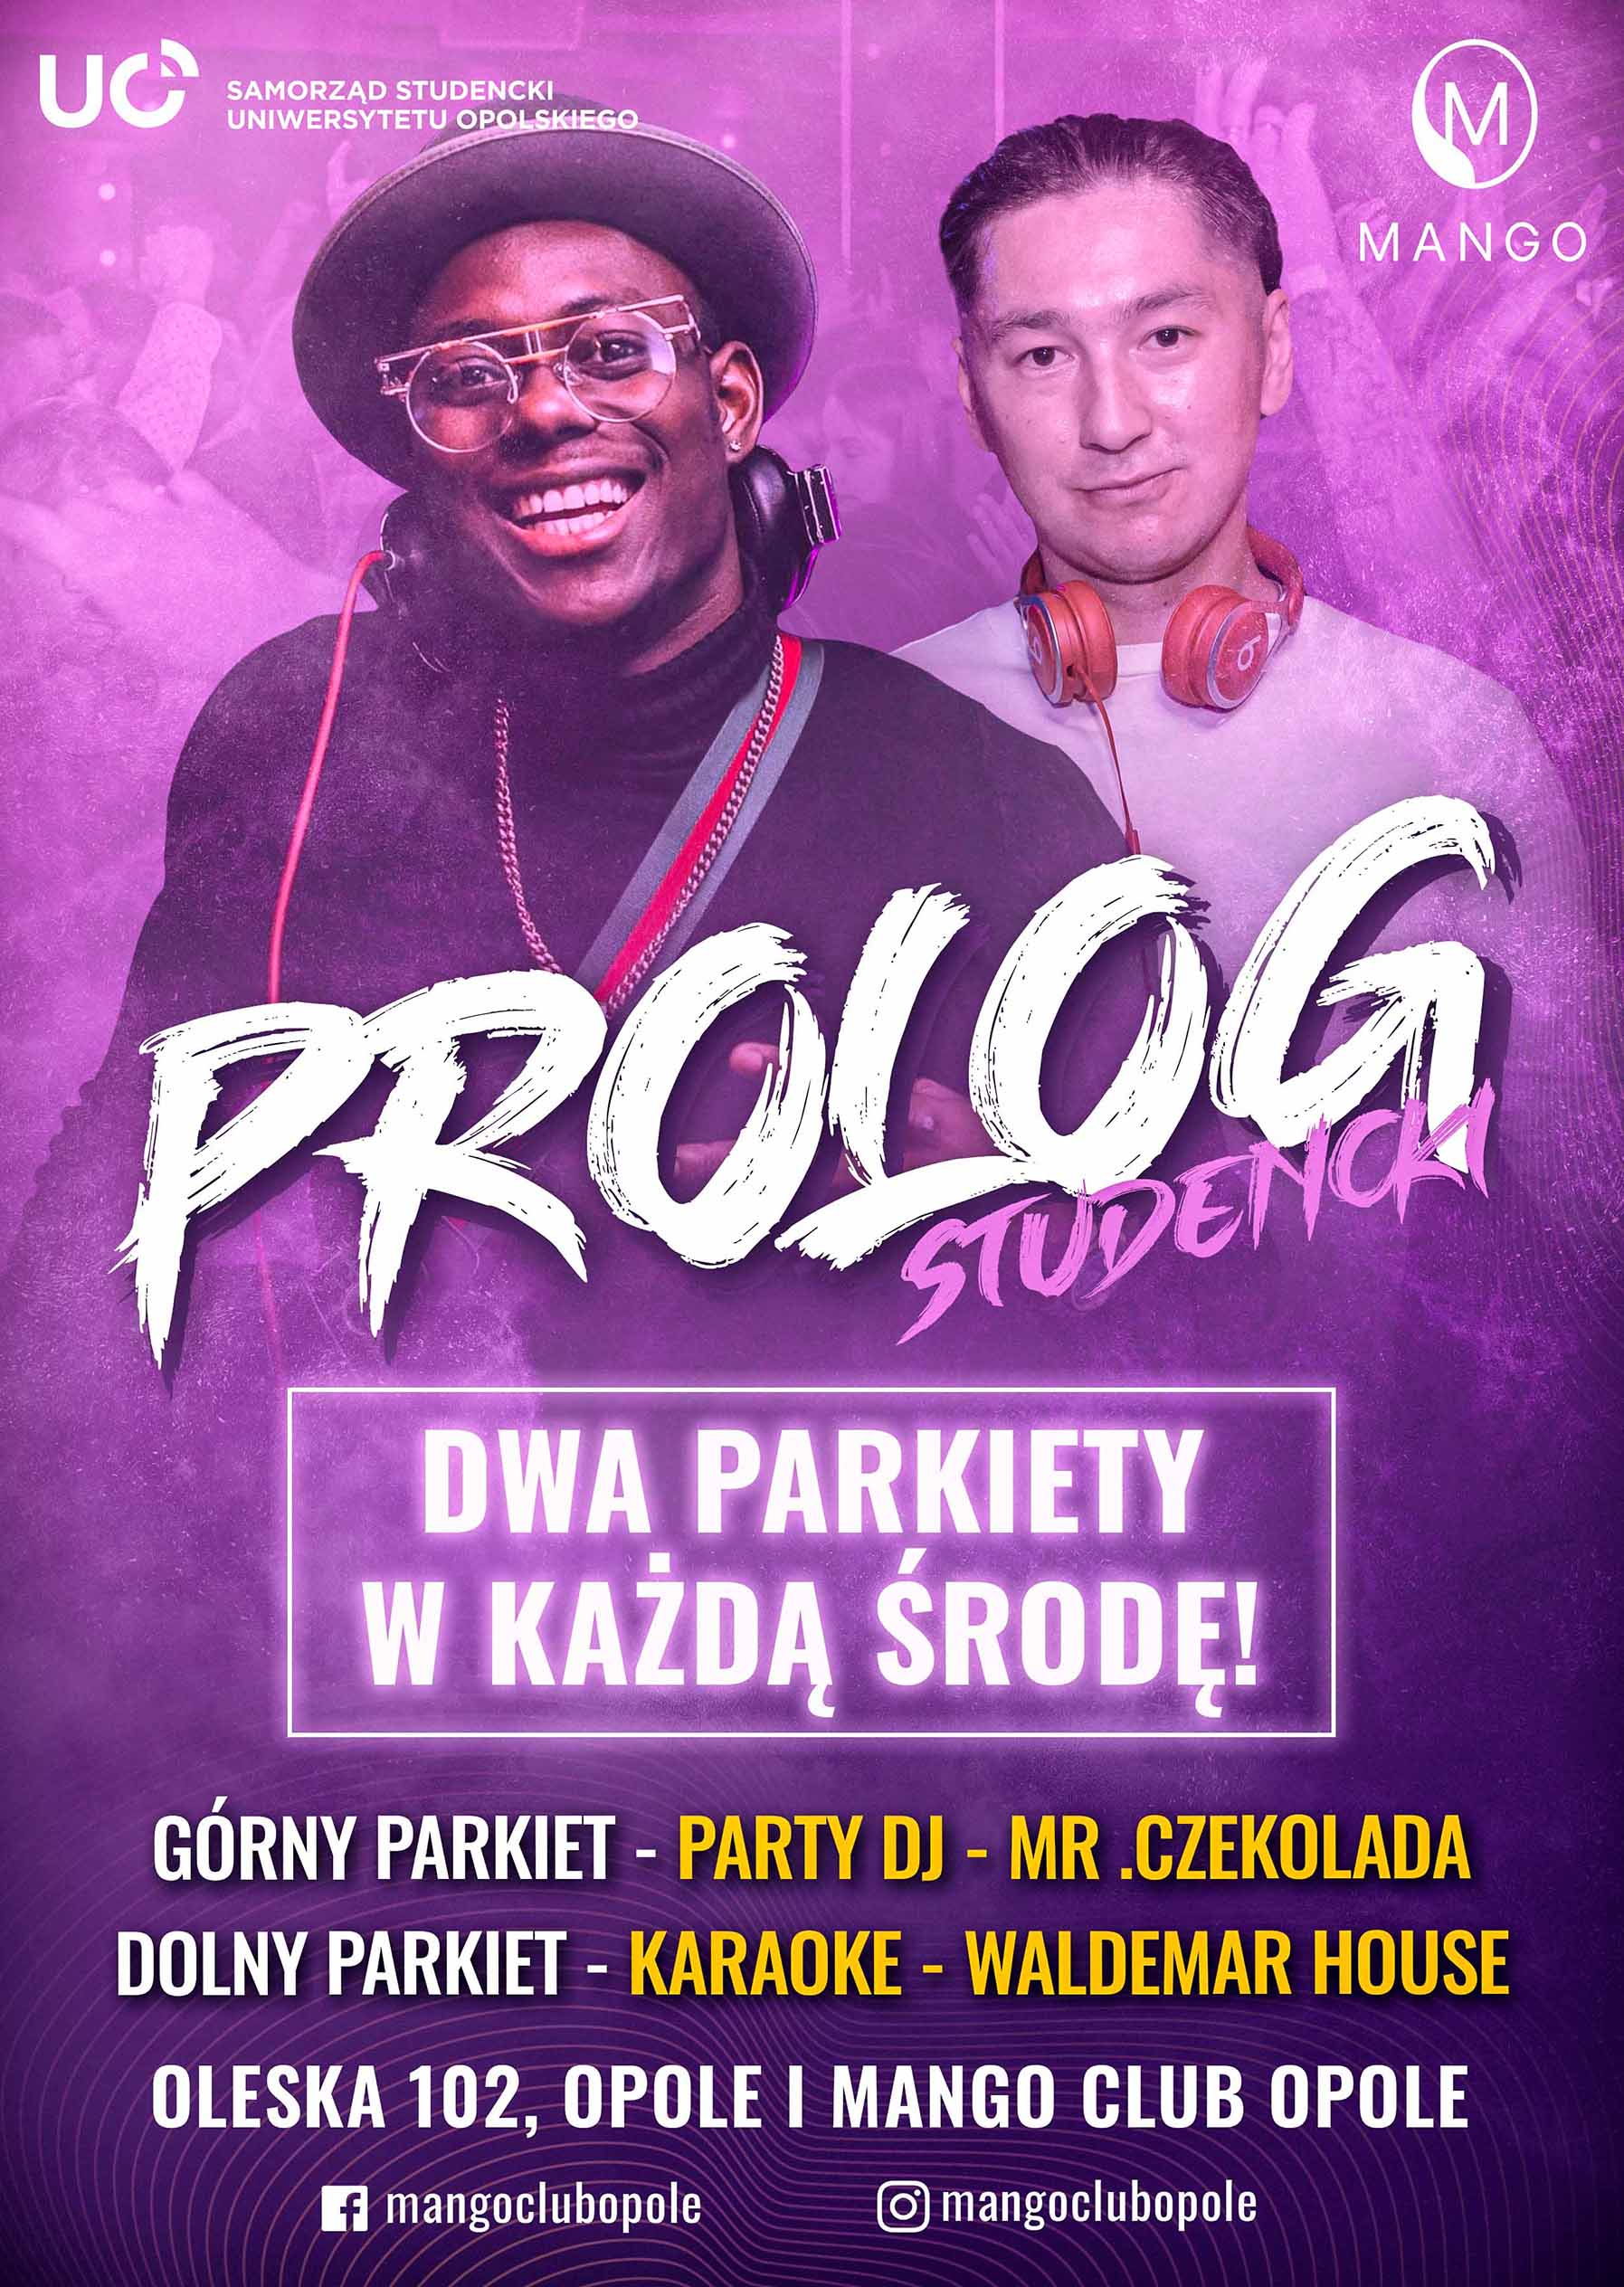 UO
SAMORZĄD STUDENCKI
UNIWERSYTETU OPOLSKIEGO
M
MANGO
PROLOG
STUDENCKI
DWA PARKIETY
W KAŻDĄ ŚRODĘ!
GÓRNY PARKIET - PARTY DJ - MR .CZEKOLADA
DOLNY PARKIET - KARAOKE - WALDEMAR HOUSE
OLESKA 102, OPOLE I MANGO CLUB OPOLE
mangoclubopole
mangoclubopole